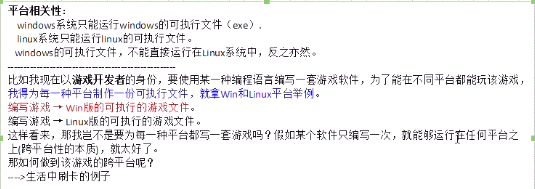 平台相关性：
windows系统只能运行windows的可执行文件（exe）.
linux系统只能运行linux的可执行文件。
windows的可执行文件，不能直接运行在Linux系统中，反之亦然。
--------------------------------------------------
比如我现在以游戏开发者的身份，要使用某一种编程语言编写一套游戏软件，为了能在不同平台都能玩该游戏，
我得为每一种平台制作一份可执行文件，就拿Win和Linux平台举例。
编写游戏 → Win版的可执行的游戏文件。
编写游戏 → Linux版的可执行的游戏文件。
这样看来，那我岂不是要为每一种平台都写一套游戏吗？假如某个软件只编写一次，就能够运行在任何平台之
上(跨平台性的本质)，就太好了。
那如何做到该游戏的跨平台呢？
---->生活中刷卡的例子